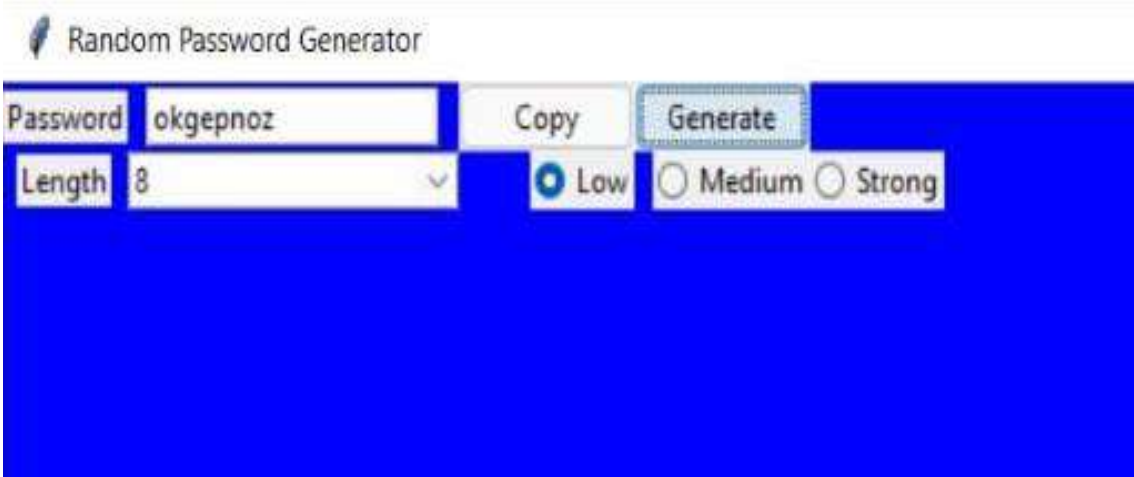 Random Password Generator
Password okgepnoz Copy Generate
Length 8 Low Medium Strong